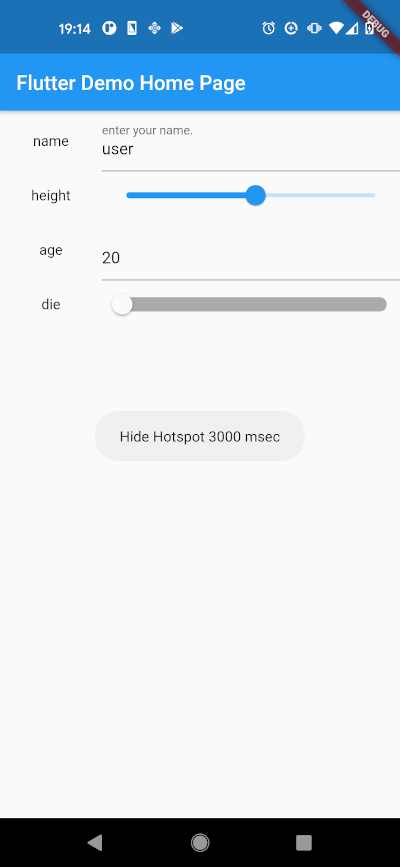 19:14
DEBUG
Flutter Demo Home Page
name
enter your name.
user
height
age
20
die
Hide Hotspot 3000 msec